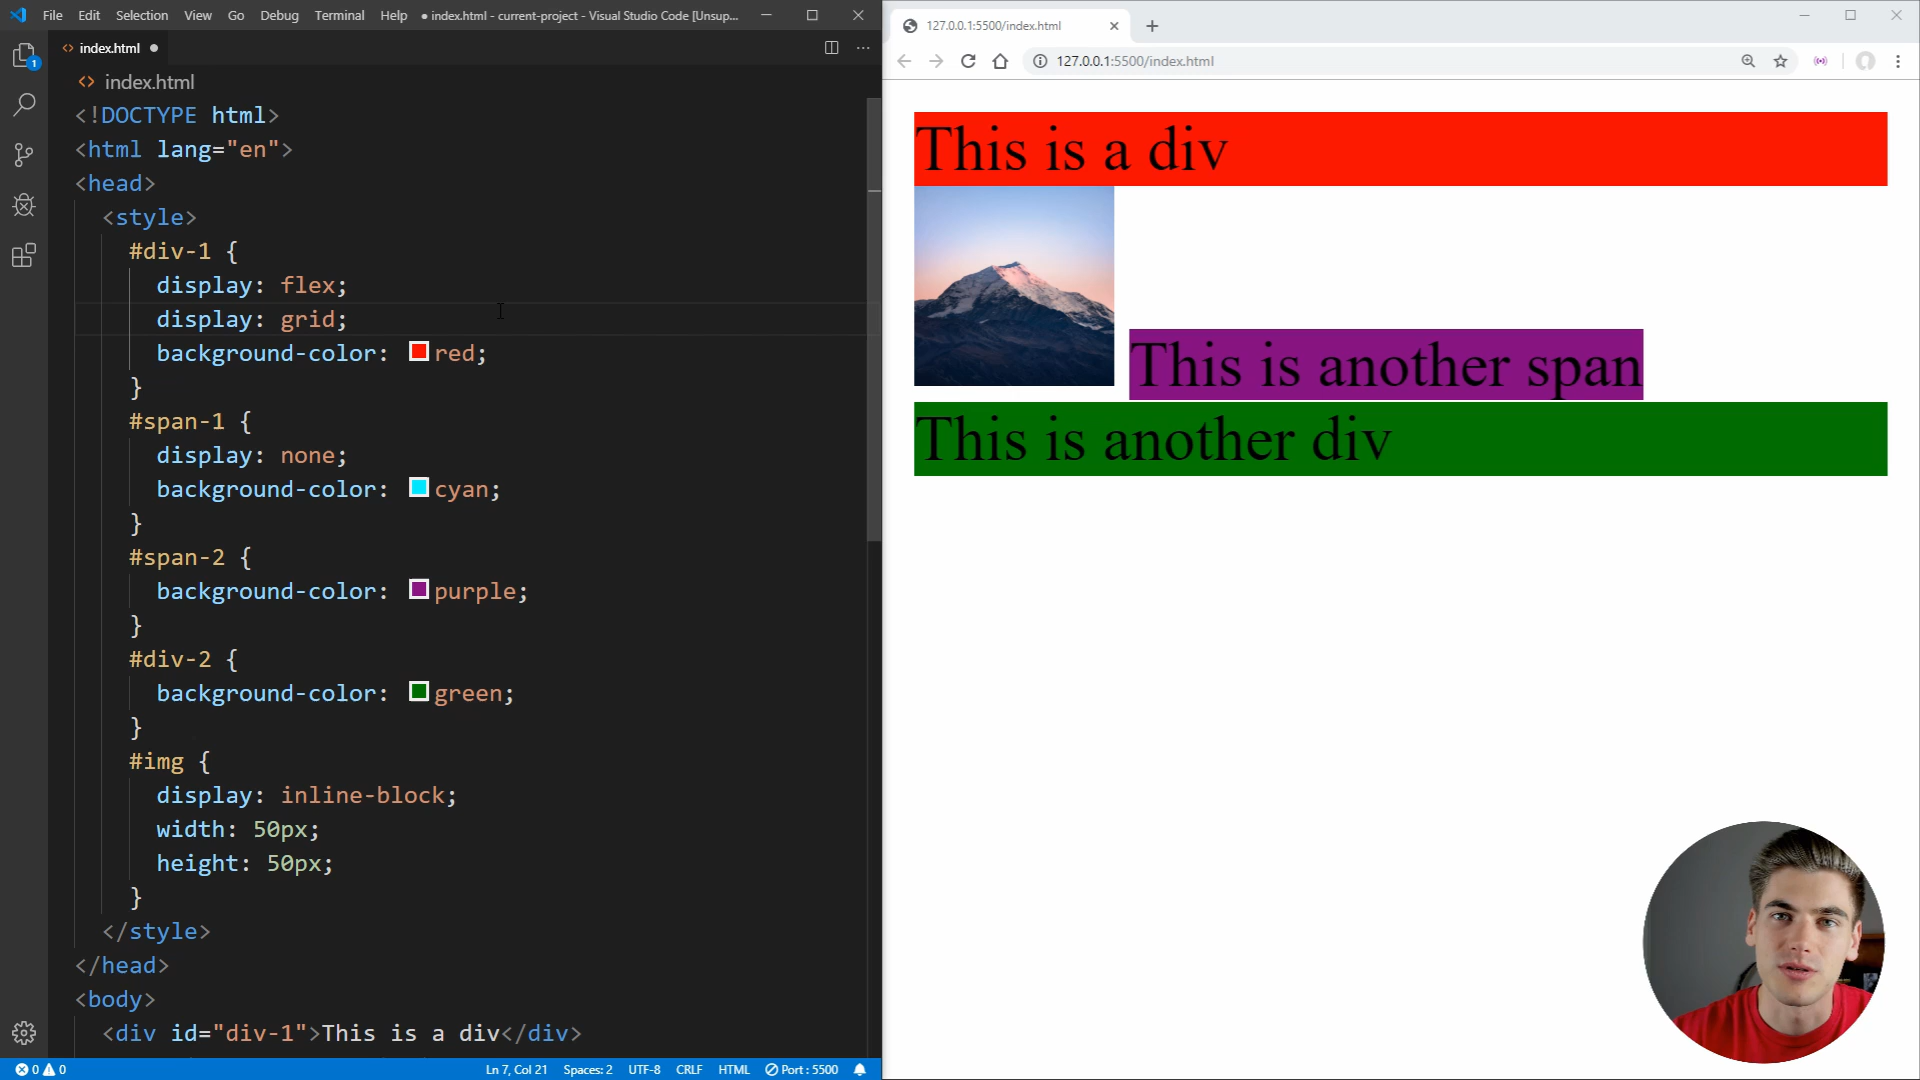 File Edit Selection View Go Debug Terminal Help ● index.html - current-project - Visual Studio Code [Unsup...
index.html
index.html
<!DOCTYPE html>
<html lang="en">
<head>
<style>
#div-1 {
display: flex;
display: grid;
background-color: red;
}
#span-1 {
display: none;
background-color: cyan;
}
#span-2 {
background-color: purple;
}
#div-2 {
background-color: green;
}
#img {
display: inline-block;
width: 50px;
height: 50px;
}
</style>
</head>
<body>
<div id="div-1">This is a div</div>
1
0 0 Ln 7, Col 21 Spaces: 2 UTF-8 CRLF HTML Port : 5500
127.0.0.1:5500/index.html
127.0.0.1:5500/index.html
This is a div
This is another span
This is another div